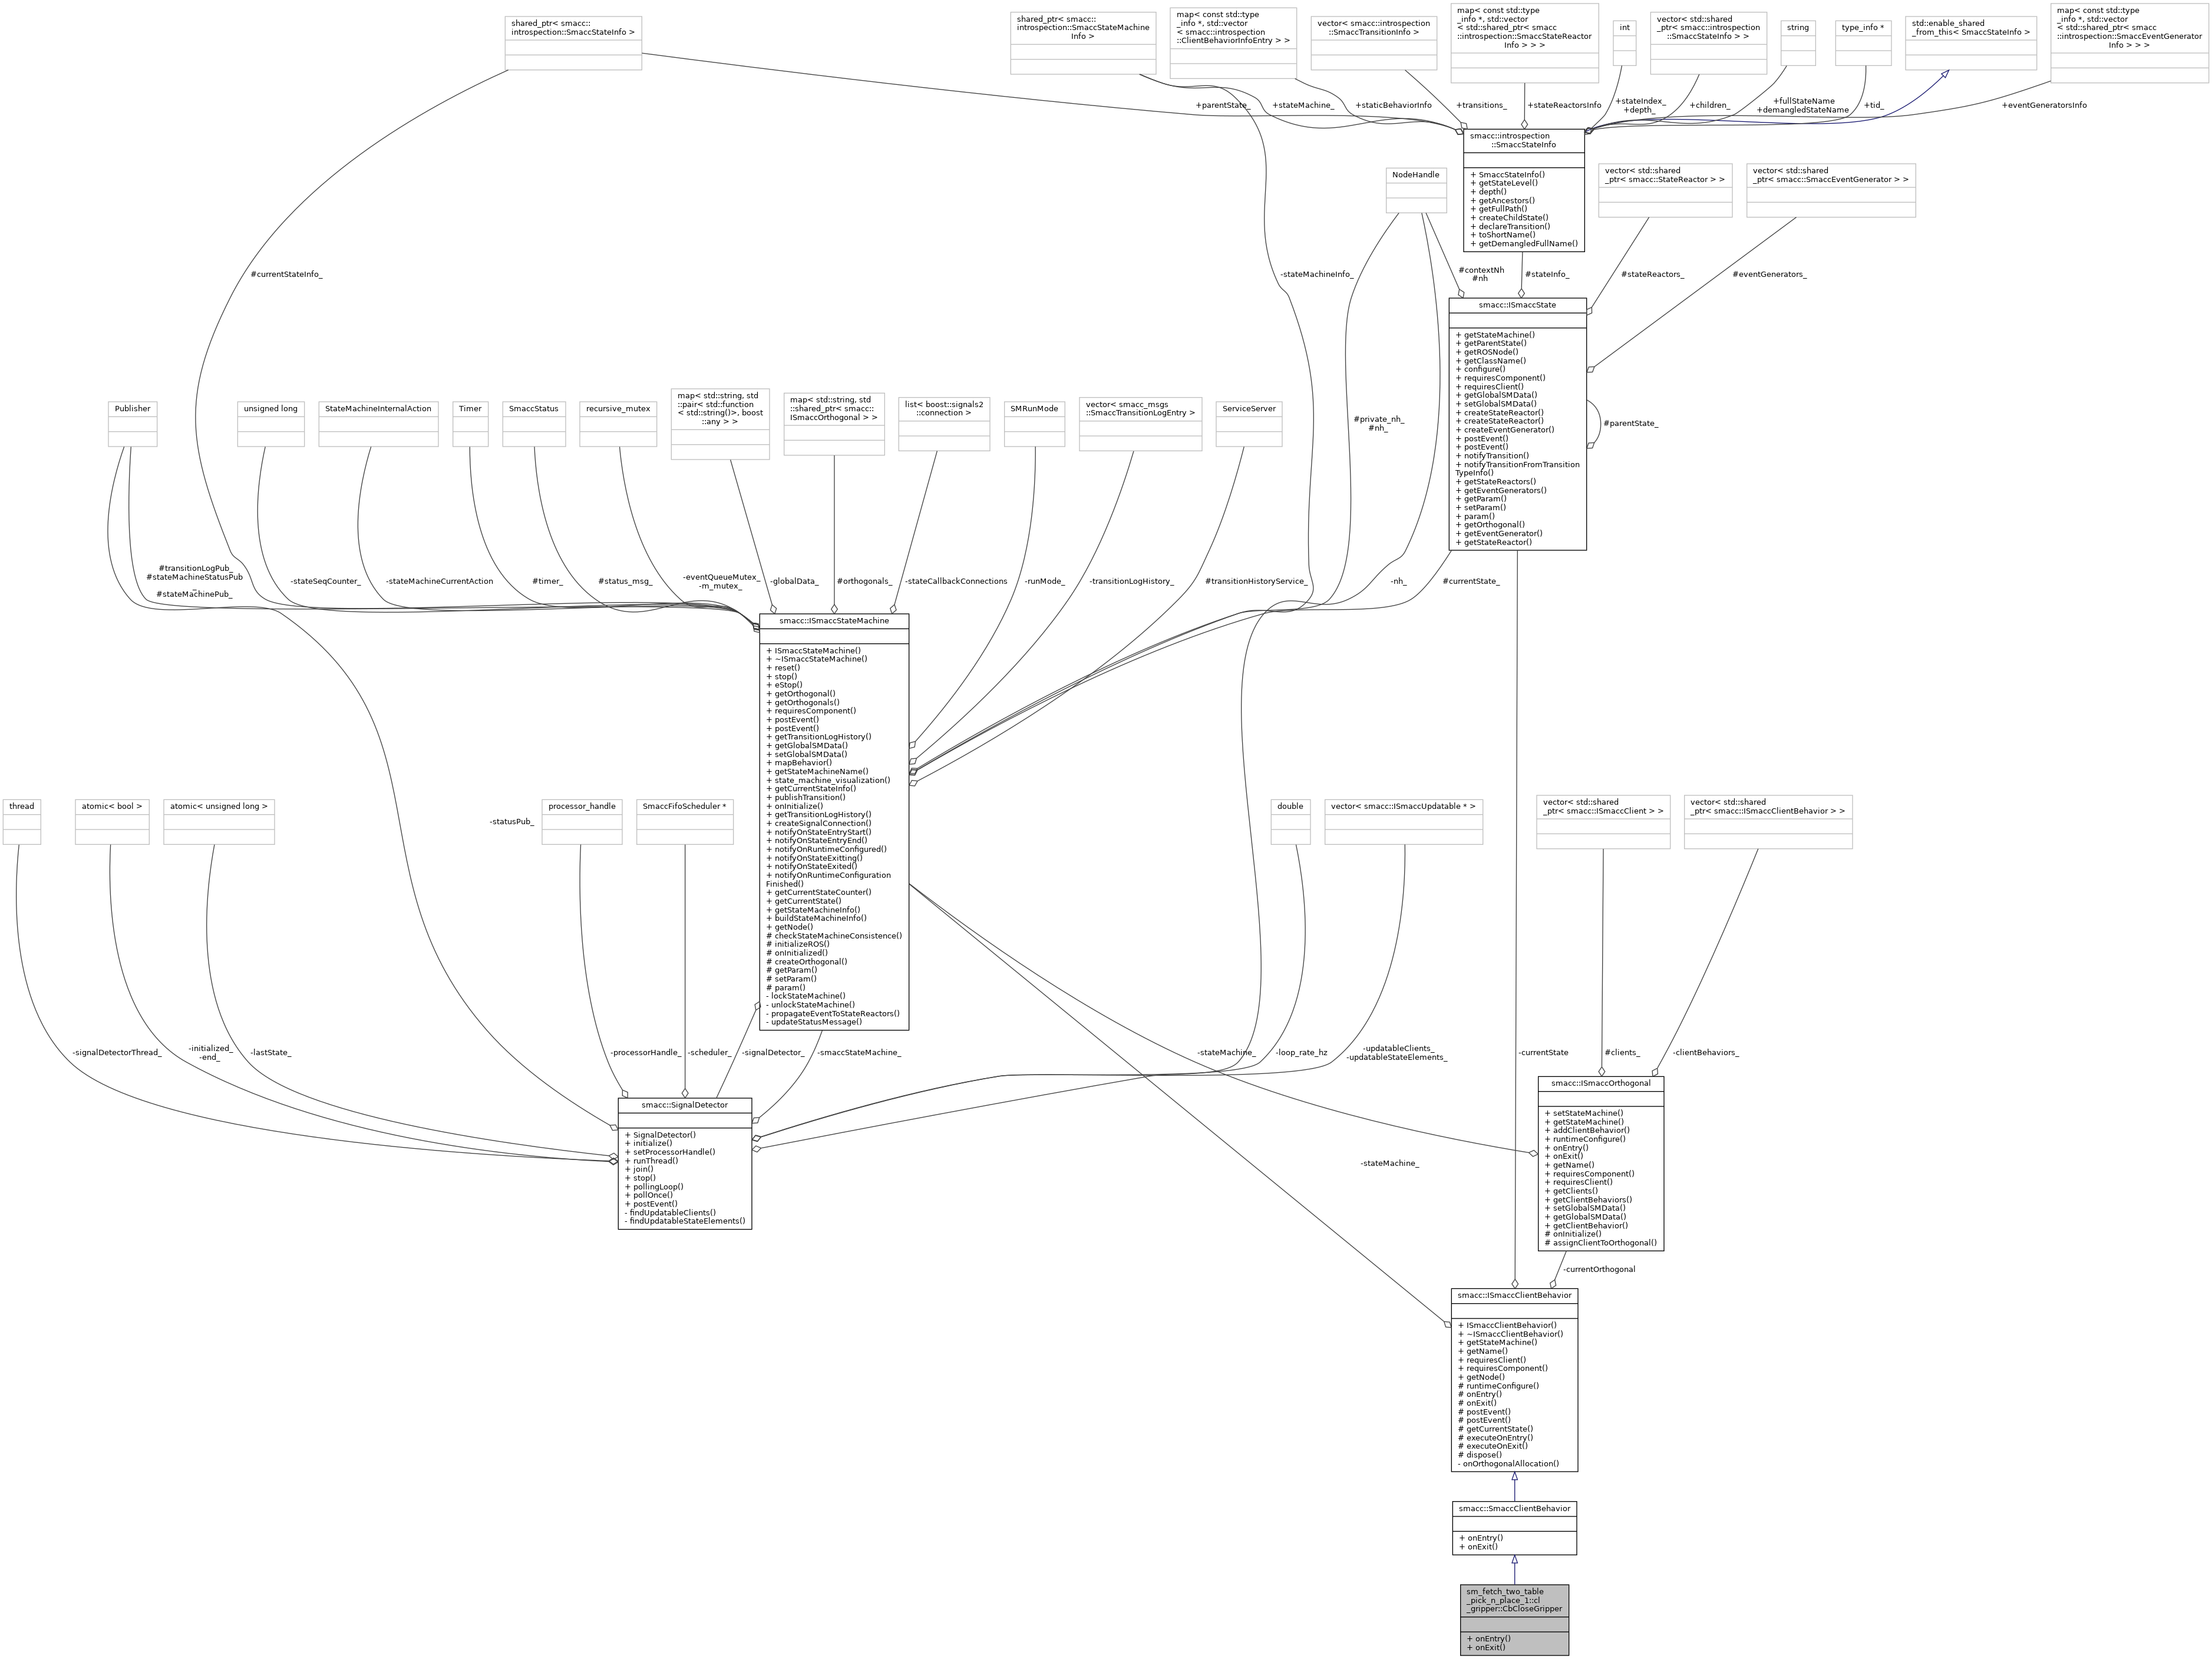 shared_ptr< smacc::
introspection::SmaccStateInfo >
shared_ptr< smacc::
introspection::SmaccStateMachine
Info >
map< const std::type
_info *, std::vector
< smacc::introspection
::ClientBehaviorInfoEntry > >
vector< smacc::introspection
::SmaccTransitionInfo >
map< const std::type
_info *, std::vector
< std::shared_ptr< smacc
::introspection::SmaccStateReactor
Info > > >
int
vector< std::shared
_ptr< smacc::introspection
::SmaccStateInfo > >
string
type_info *
std::enable_shared
_from_this< SmaccStateInfo >
map< const std::type
_info *, std::vector
< std::shared_ptr< smacc
::introspection::SmaccEventGenerator
Info > > >
+parentState_
+stateMachine_
+staticBehaviorInfo
+transitions_
+stateReactorsInfo
+stateIndex_
+depth_
+children_
+fullStateName
+demangledStateName
+tid_
+eventGeneratorsInfo
smacc::introspection
::SmaccStateInfo
+ SmaccStateInfo()
+ getStateLevel()
+ depth()
+ getAncestors()
+ getFullPath()
+ createChildState()
+ declareTransition()
+ toShortName()
+ getDemangledFullName()
NodeHandle
vector< std::shared
_ptr< smacc::StateReactor > >
vector< std::shared
_ptr< smacc::SmaccEventGenerator > >
#currentStateInfo_
-stateMachineInfo_
#contextNh
#nh
#stateInfo_
#stateReactors_
#eventGenerators_
smacc::ISmaccState
+ getStateMachine()
+ getParentState()
+ getROSNode()
+ getClassName()
+ configure()
+ requiresComponent()
+ requiresClient()
+ getGlobalSMData()
+ setGlobalSMData()
+ createStateReactor()
+ createStateReactor()
+ createEventGenerator()
+ postEvent()
+ postEvent()
+ notifyTransition()
+ notifyTransitionFromTransition
TypeInfo()
+ getStateReactors()
+ getEventGenerators()
+ getParam()
+ setParam()
+ param()
+ getOrthogonal()
+ getEventGenerator()
+ getStateReactor()
#parentState_
Publisher
unsigned long
StateMachineInternalAction
Timer
SmaccStatus
recursive_mutex
map< std::string, std
::pair< std::function
< std::string()>, boost
::any > >
map< std::string, std
::shared_ptr< smacc::
ISmaccOrthogonal > >
list< boost::signals2
::connection >
SMRunMode
vector< smacc_msgs
::SmaccTransitionLogEntry >
ServiceServer
#private_nh_
#nh_
#transitionLogPub_
#stateMachineStatusPub
_
#stateMachinePub_
-stateSeqCounter_
-stateMachineCurrentAction
#timer_
#status_msg_
-eventQueueMutex_
-m_mutex_
-globalData_
#orthogonals_
-stateCallbackConnections
-runMode_
-transitionLogHistory_
#transitionHistoryService_
-nh_
#currentState_
smacc::ISmaccStateMachine
+ ISmaccStateMachine()
+ ~ISmaccStateMachine()
+ reset()
+ stop()
+ eStop()
+ getOrthogonal()
+ getOrthogonals()
+ requiresComponent()
+ postEvent()
+ postEvent()
+ getTransitionLogHistory()
+ getGlobalSMData()
+ setGlobalSMData()
+ mapBehavior()
+ getStateMachineName()
+ state_machine_visualization()
+ getCurrentStateInfo()
+ publishTransition()
+ onInitialize()
+ getTransitionLogHistory()
+ createSignalConnection()
+ notifyOnStateEntryStart()
+ notifyOnStateEntryEnd()
+ notifyOnRuntimeConfigured()
+ notifyOnStateExitting()
+ notifyOnStateExited()
+ notifyOnRuntimeConfiguration
Finished()
+ getCurrentStateCounter()
+ getCurrentState()
+ getStateMachineInfo()
+ buildStateMachineInfo()
+ getNode()
# checkStateMachineConsistence()
# initializeROS()
# onInitialized()
# createOrthogonal()
# getParam()
# setParam()
# param()
- lockStateMachine()
- unlockStateMachine()
- propagateEventToStateReactors()
- updateStatusMessage()
thread
atomic< bool >
atomic< unsigned long >
-statusPub_
processor_handle
SmaccFifoScheduler *
double
vector< smacc::ISmaccUpdatable * >
vector< std::shared
_ptr< smacc::ISmaccClient > >
vector< std::shared
_ptr< smacc::ISmaccClientBehavior > >
-signalDetectorThread_
-initialized_
-end_
-lastState_
-processorHandle_
-scheduler_
-signalDetector_
-smaccStateMachine_
-stateMachine_
-loop_rate_hz
-updatableClients_
-updatableStateElements_
-currentState
#clients_
-clientBehaviors_
smacc::SignalDetector
+ SignalDetector()
+ initialize()
+ setProcessorHandle()
+ runThread()
+ join()
+ stop()
+ pollingLoop()
+ pollOnce()
+ postEvent()
- findUpdatableClients()
- findUpdatableStateElements()
smacc::ISmaccOrthogonal
+ setStateMachine()
+ getStateMachine()
+ addClientBehavior()
+ runtimeConfigure()
+ onEntry()
+ onExit()
+ getName()
+ requiresComponent()
+ requiresClient()
+ getClients()
+ getClientBehaviors()
+ setGlobalSMData()
+ getGlobalSMData()
+ getClientBehavior()
# onInitialize()
# assignClientToOrthogonal()
-stateMachine_
-currentOrthogonal
smacc::ISmaccClientBehavior
+ ISmaccClientBehavior()
+ ~ISmaccClientBehavior()
+ getStateMachine()
+ getName()
+ requiresClient()
+ requiresComponent()
+ getNode()
# runtimeConfigure()
# onEntry()
# onExit()
# postEvent()
# postEvent()
# getCurrentState()
# executeOnEntry()
# executeOnExit()
# dispose()
- onOrthogonalAllocation()
smacc::SmaccClientBehavior
+ onEntry()
+ onExit()
sm_fetch_two_table
_pick_n_place_1::cl
_gripper::CbCloseGripper
+ onEntry()
+ onExit()